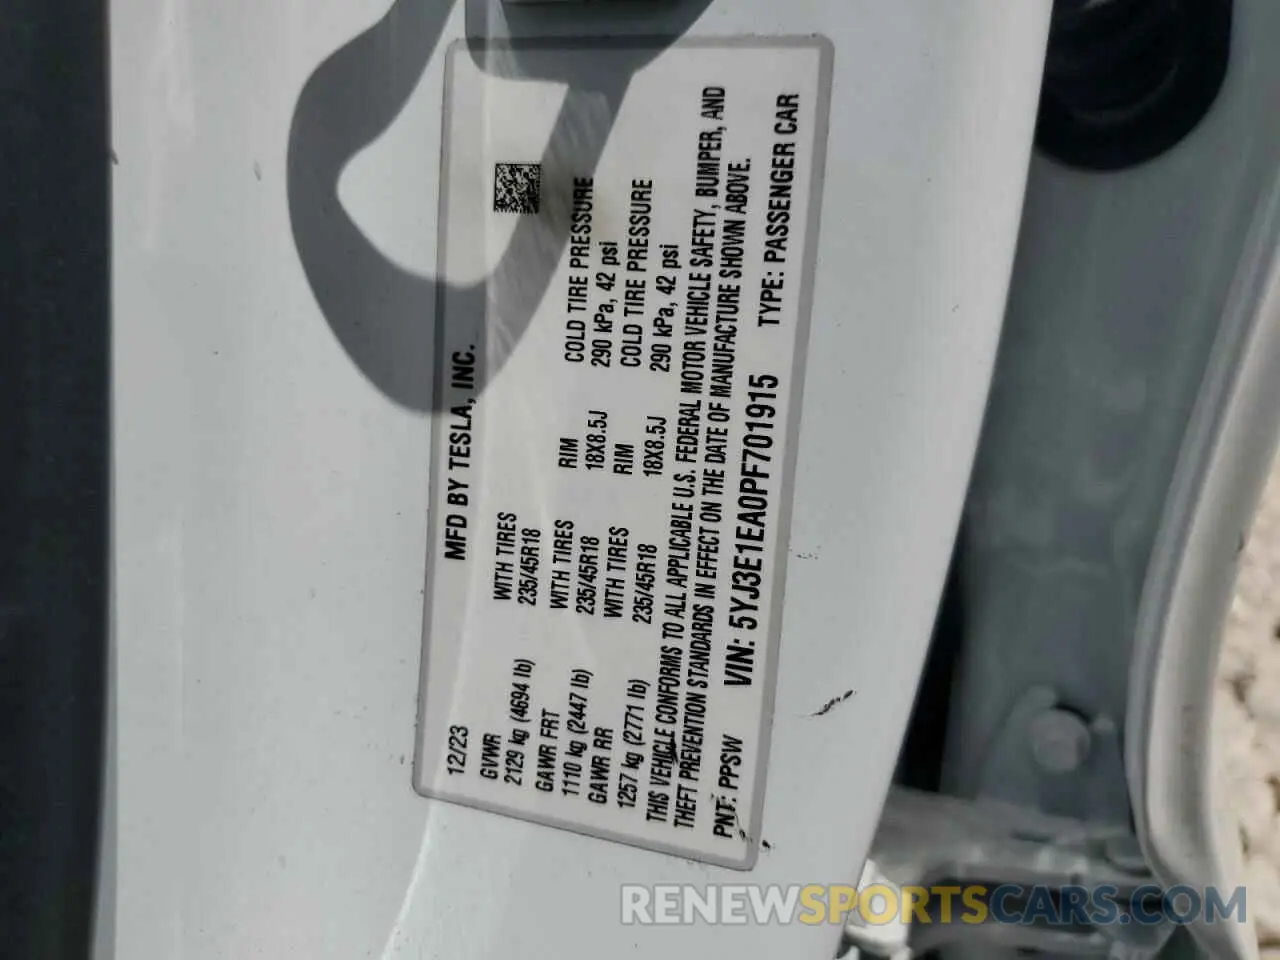 MFD BY TESLA, INC.
12/23
GVWR
2129 kg (4694 lb)
WITH TIRES
235/45R18
GAWR FRT WITH TIRES RIM COLD TIRE PRESSURE
1110 kg (2447 lb) 235/45R18 18X8.5J 290 kPa, 42 psi
GAWR RR WITH TIRES RIM COLD TIRE PRESSURE
1257 kg (2771 lb) 235/45R18 18X8.5J 290 kPa, 42 psi
THIS VEHICLE CONFORMS TO ALL APPLICABLE U.S. FEDERAL MOTOR VEHICLE SAFETY, BUMPER, AND
THEFT PREVENTION STANDARDS IN EFFECT ON THE DATE OF MANUFACTURE SHOWN ABOVE.
PNT: PPSW VIN: 5YJ3E1EA0PF701915 TYPE: PASSENGER CAR
RENEWSPORTSCARS.COM